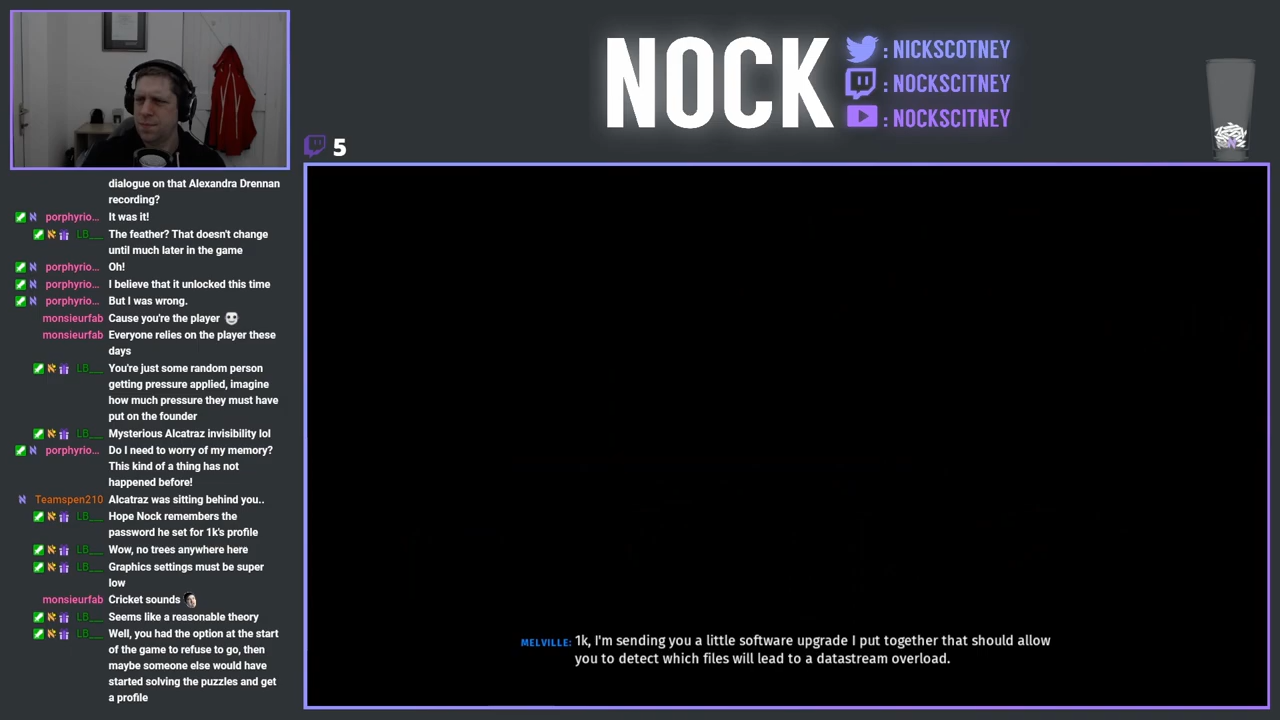 NOCK
: NICKSCOTNEY
: NOCKSCITNEY
: NOCKSCITNEY
5
dialogue on that Alexandra Drennan
recording?
porphyrio... It was it!
LB__ The feather? That doesn't change
until much later in the game
porphyrio... Oh!
porphyrio... I believe that it unlocked this time
porphyrio... But I was wrong.
monsieurfab Cause you're the player
monsieurfab Everyone relies on the player these
days
LB__ You're just some random person
getting pressure applied, imagine
how much pressure they must have
put on the founder
LB__ Mysterious Alcatraz invisibility lol
porphyrio... Do I need to worry of my memory?
This kind of a thing has not
happened before!
Teamspen210 Alcatraz was sitting behind you..
LB__ Hope Nock remembers the
password he set for 1k's profile
LB__ Wow, no trees anywhere here
LB__ Graphics settings must be super
low
monsieurfab Cricket sounds
LB__ Seems like a reasonable theory
LB__ Well, you had the option at the start
of the game to refuse to go, then
maybe someone else would have
started solving the puzzles and get
a profile
MELVILLE: 1k, I'm sending you a little software upgrade I put together that should allow
you to detect which files will lead to a datastream overload.